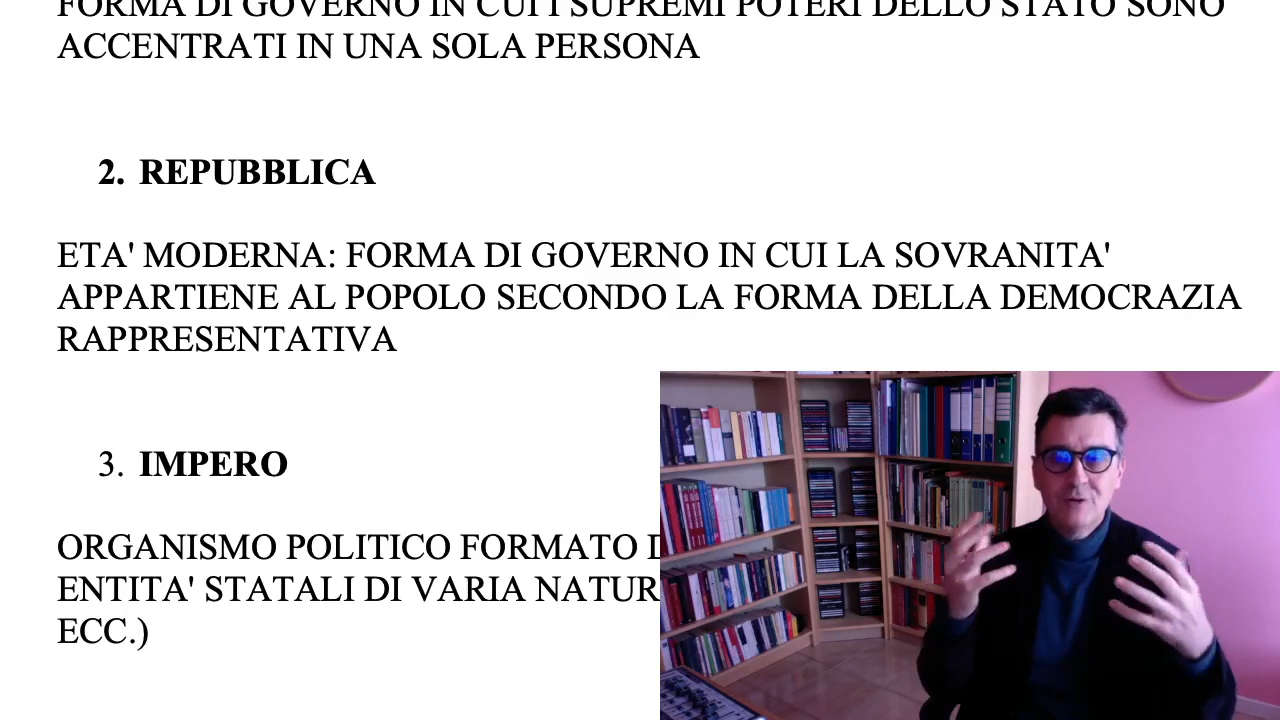 FORMA DI GOVERNO IN CUI I SUPREMI POTERI DELLO STATO SONO
ACCENTRATI IN UNA SOLA PERSONA
2. REPUBBLICA
ETA' MODERNA: FORMA DI GOVERNO IN CUI LA SOVRANITA'
APPARTIENE AL POPOLO SECONDO LA FORMA DELLA DEMOCRAZIA
RAPPRESENTATIVA
3. IMPERO
ORGANISMO POLITICO FORMATO
ENTITA' STATALI DI VARIA NATUR
ECC.)